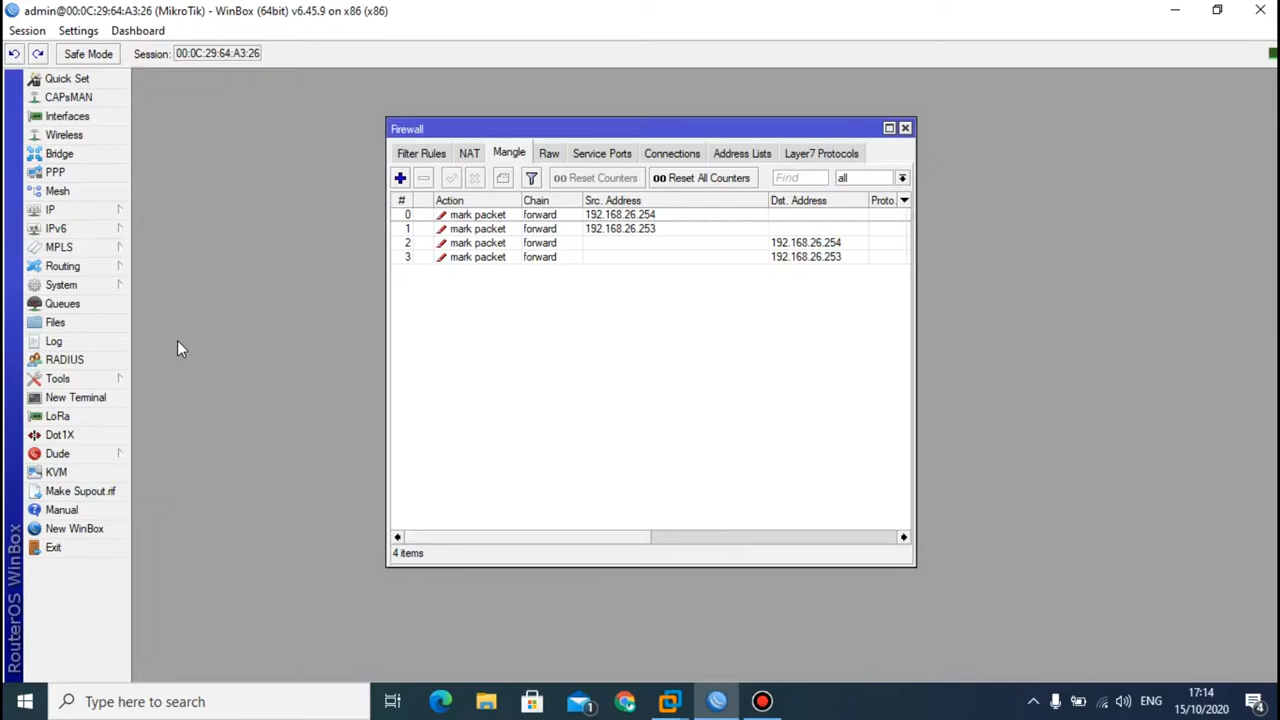 admin@00:0C:29:64:A3:26 (MikroTik) - WinBox (64bit) v6.45.9 on x86 (x86)
Session Settings Dashboard
Safe Mode Session: 00:0C:29:64:A3:26
Quick Set
CAPsMAN
Interfaces
Wireless
Bridge
PPP
Mesh
IP
IPv6
MPLS
Routing
System
Queues
Files
Log
RADIUS
Tools
New Terminal
LoRa
Dot1X
Dude
KVM
Make Supout.rif
Manual
New WinBox
Exit
RouterOS WinBox
Firewall
Filter Rules NAT Mangle Raw Service Ports Connections Address Lists Layer7 Protocols
00 Reset Counters 00 Reset All Counters Find all
# Action Chain Src. Address Dst. Address Proto.
0 mark packet forward 192.168.26.254
1 mark packet forward 192.168.26.253
2 mark packet forward 192.168.26.254
3 mark packet forward 192.168.26.253
4 items
Type here to search
1
ENG
17:14
15/10/2020
4